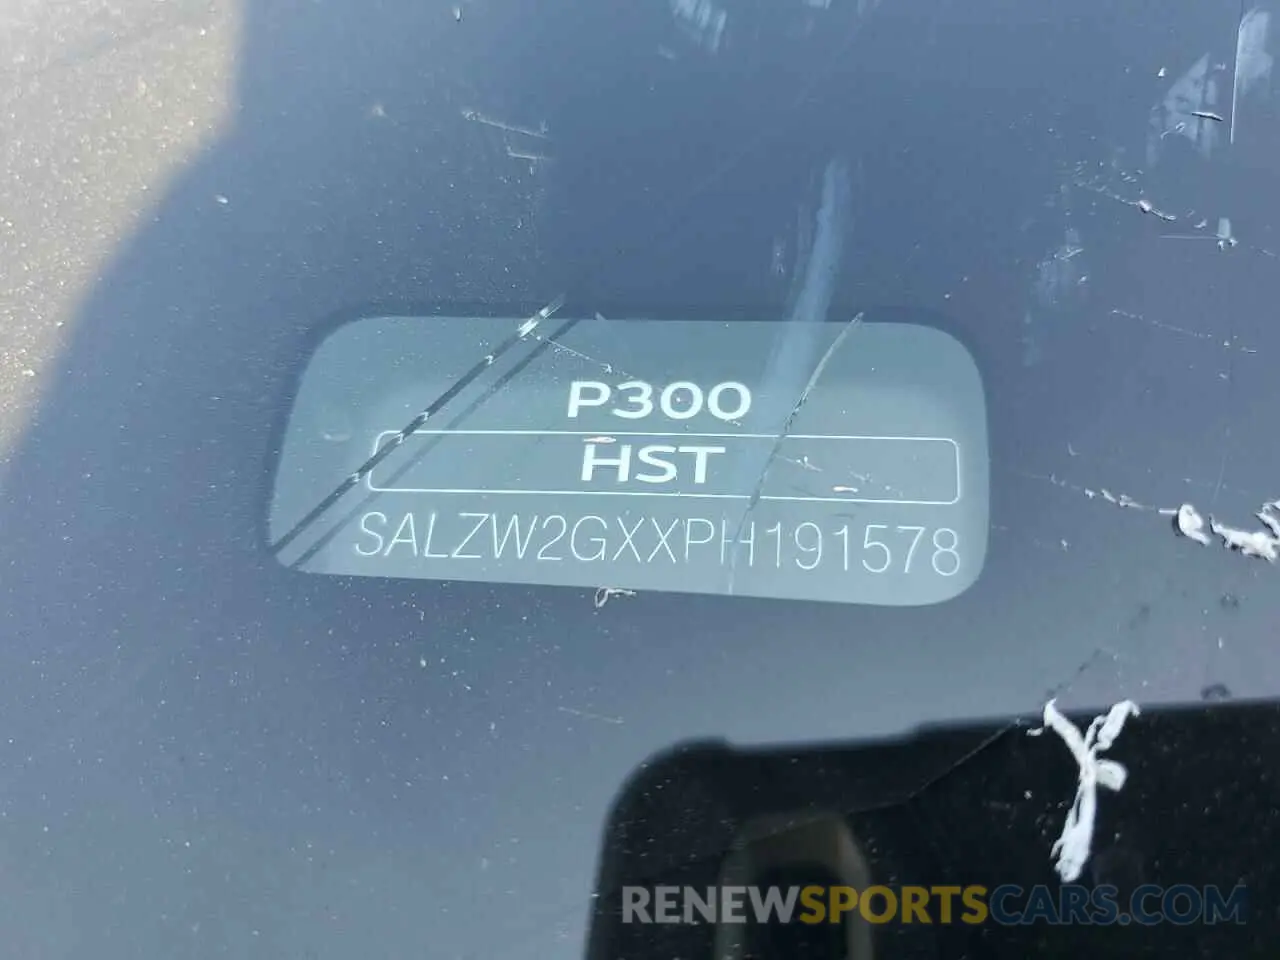 P300
HST
SALZW2GXXPH191578
RENEWSPORTSCARS.COM